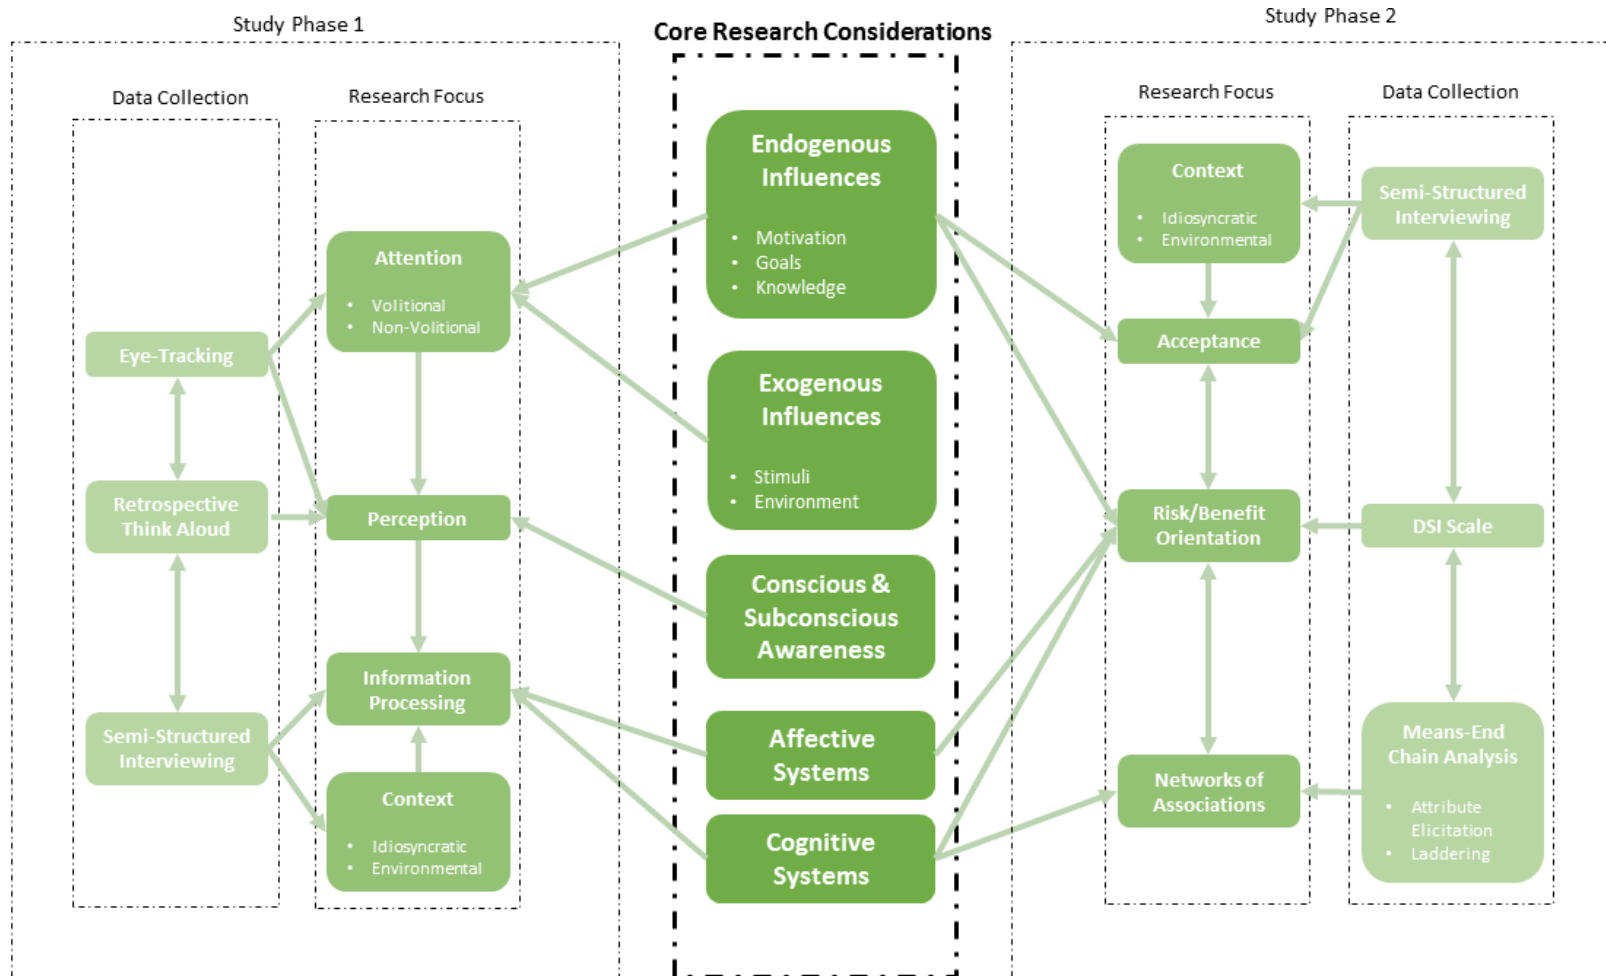 Study Phase 1
Data Collection
Eye-Tracking
Retrospective
Think Aloud
Semi-Structured
Interviewing
Research Focus
Attention
• Volitional
• Non-Volitional
Perception
Information
Processing
Context
• Idiosyncratic
• Environmental
Core Research Considerations
Endogenous
Influences
• Motivation
• Goals
• Knowledge
Exogenous
Influences
• Stimuli
• Environment
Conscious &
Subconscious
Awareness
Affective
Systems
Cognitive
Systems
Study Phase 2
Research Focus
Context
• Idiosyncratic
• Environmental
Acceptance
Risk/Benefit
Orientation
Networks of
Associations
Data Collection
Semi-Structured
Interviewing
DSI Scale
Means-End
Chain Analysis
• Attribute
Elicitation
• Laddering